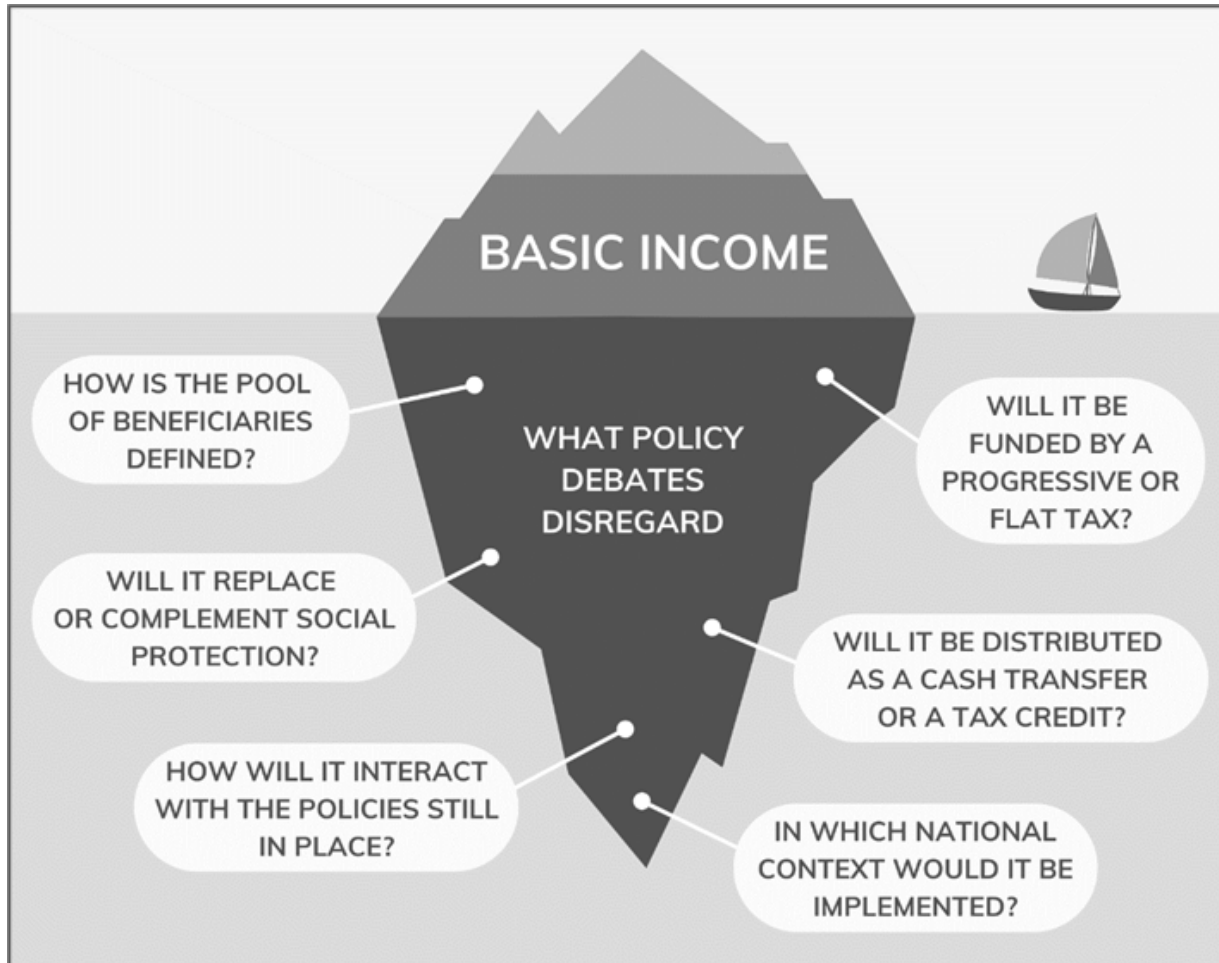 BASIC INCOME
WHAT POLICY
DEBATES
DISREGARD
HOW IS THE POOL
OF BENEFICIARIES
DEFINED?
WILL IT BE
FUNDED BY A
PROGRESSIVE OR
FLAT TAX?
WILL IT REPLACE
OR COMPLEMENT SOCIAL
PROTECTION?
WILL IT BE DISTRIBUTED
AS A CASH TRANSFER
OR A TAX CREDIT?
HOW WILL IT INTERACT
WITH THE POLICIES STILL
IN PLACE?
IN WHICH NATIONAL
CONTEXT WOULD IT BE
IMPLEMENTED?